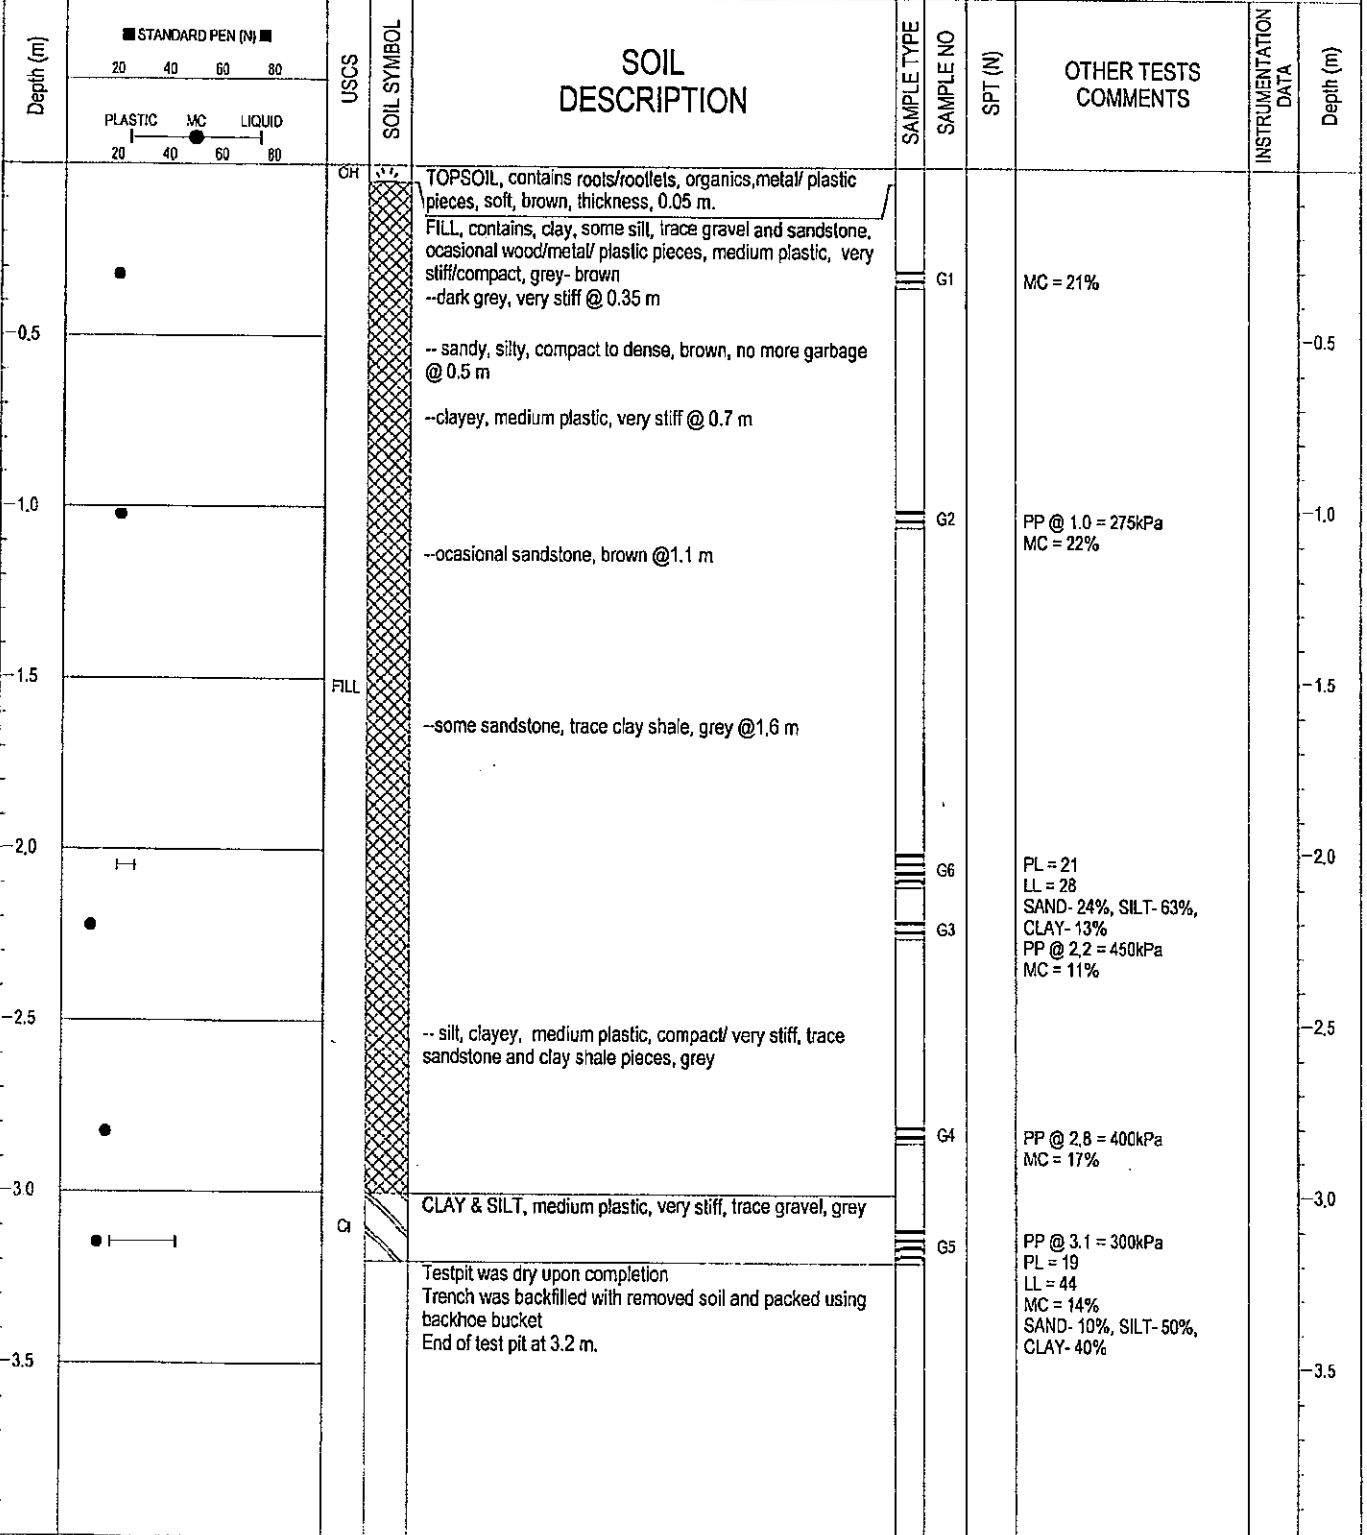 Depth (m)
■ STANDARD PEN (N) ■
20 40 60 80
PLASTIC MC LIQUID
20 40 60 80
USCS
SOIL SYMBOL
SOIL
DESCRIPTION
SAMPLE TYPE
SAMPLE NO
SPT (N)
OTHER TESTS
COMMENTS
INSTRUMENTATION
DATA
Depth (m)
TOPSOIL, contains roots/rootlets, organics,metal/ plastic
pieces, soft, brown, thickness, 0.05 m.
FILL, contains, clay, some silt, trace gravel and sandstone,
ocasional wood/metal/ plastic pieces, medium plastic, very
stiff/compact, grey- brown
G1
MC = 21%
--dark grey, very stiff @ 0.35 m
-0.5
-0.5
-- sandy, silty, compact to dense, brown, no more garbage
@ 0.5 m
--clayey, medium plastic, very stiff @ 0.7 m
-1.0
G2
PP @ 1.0 = 275kPa
-1.0
MC = 22%
--ocasional sandstone, brown @1.1 m
-1.5
FILL
-1.5
--some sandstone, trace clay shale, grey @1.6 m
-2.0
-2.0
G6
PL = 21
LL = 28
SAND- 24%, SILT- 63%,
CLAY- 13%
G3
PP @ 2.2 = 450kPa
MC = 11%
-2.5
-2.5
-- silt, clayey, medium plastic, compact/ very stiff, trace
sandstone and clay shale pieces, grey
G4
PP @ 2.8 = 400kPa
MC = 17%
-3.0
-3.0
CI
CLAY & SILT, medium plastic, very stiff, trace gravel, grey
G5
PP @ 3.1 = 300kPa
PL = 19
LL = 44
MC = 14%
SAND- 10%, SILT- 50%,
CLAY- 40%
Testpit was dry upon completion
Trench was backfilled with removed soil and packed using
backhoe bucket
End of test pit at 3.2 m.
-3.5
-3.5